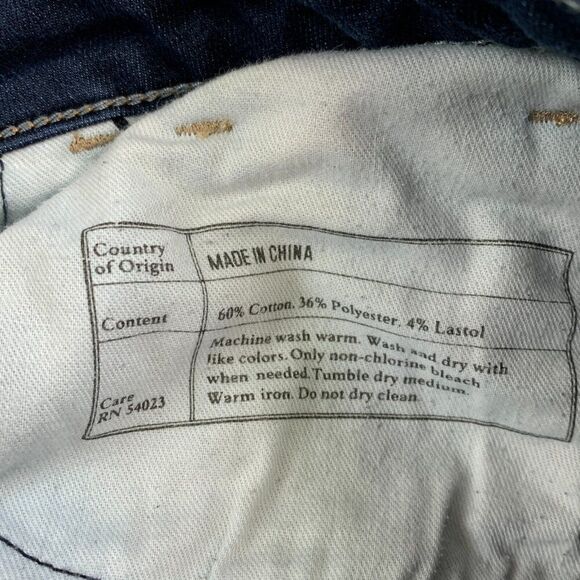 Country
of Origin
MADE IN CHINA
Content
60% Cotton. 36% Polyester. 4% Lastol
Care
RN 54023
Machine wash warm. Wash and dry with
like colors. Only non-chlorine bleach
when needed. Tumble dry medium.
Warm iron. Do not dry clean.